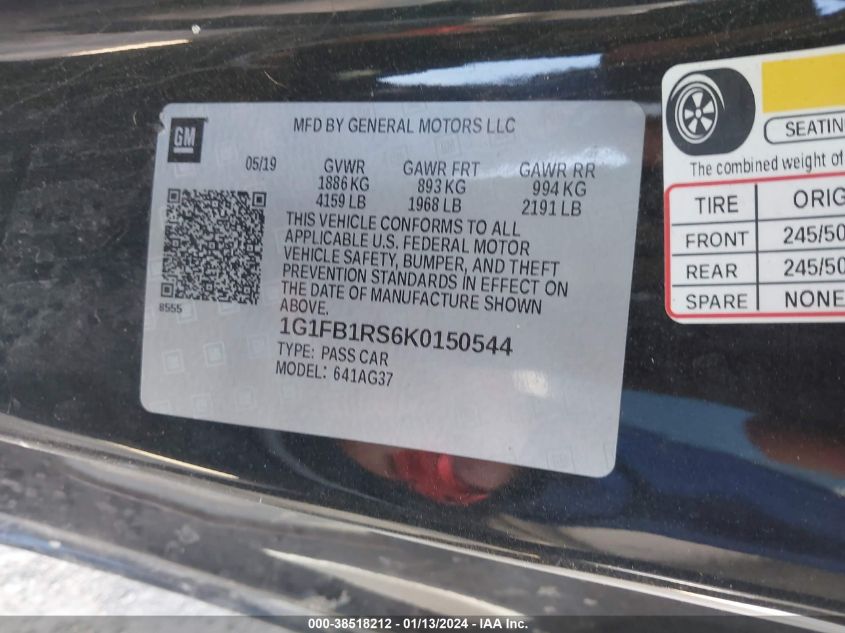 GM
MFD BY GENERAL MOTORS LLC
05/19 GVWR GAWR FRT GAWR RR
1886 KG 893 KG 994 KG
4159 LB 1968 LB 2191 LB
THIS VEHICLE CONFORMS TO ALL
APPLICABLE U.S. FEDERAL MOTOR
VEHICLE SAFETY, BUMPER, AND THEFT
PREVENTION STANDARDS IN EFFECT ON
THE DATE OF MANUFACTURE SHOWN
ABOVE.
8555
1G1FB1RS6K0150544
TYPE: PASS CAR
MODEL: 641AG37
SEATIN
The combined weight of
TIRE ORIG
FRONT 245/50
REAR 245/50
SPARE NONE
000-38518212 - 01/13/2024 - IAAI.com.